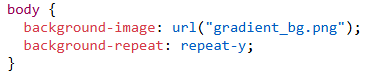 body {
  background-image: url("gradient_bg.png");
  background-repeat: repeat-y;
}